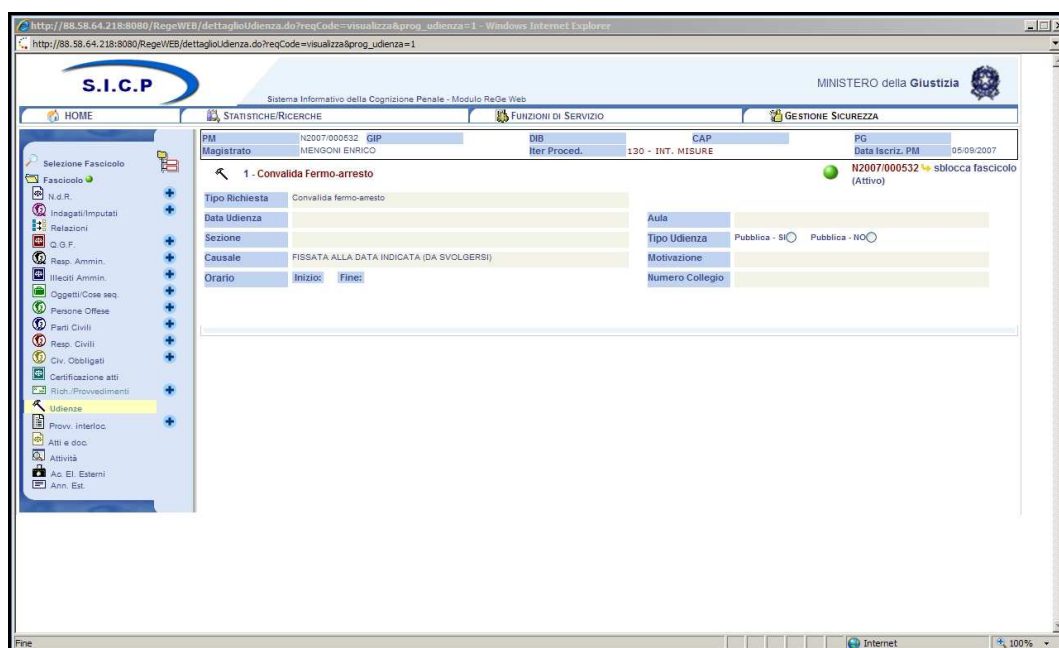 http://88.58.64.218:8080/RegeWEB/dettaglioUdienza.do?reqCode=visualizza&prog_udienza=1 - Windows Internet Explorer
http://88.58.64.218:8080/RegeWEB/dettaglioUdienza.do?reqCode=visualizza&prog_udienza=1
S.I.C.P
Sistema Informativo della Cognizione Penale - Modulo ReGe Web
MINISTERO della Giustizia
HOME STATISTICHE/RICERCHE FUNZIONI DI SERVIZIO GESTIONE SICUREZZA
PM N2007/000532 GIP DIB CAP PG
Magistrato MENGONI ENRICO Iter Proced. 130 - INT. MISURE Data Iscriz. PM 05/09/2007
Selezione Fascicolo
Fascicolo
N.d.R.
Indagati/Imputati
Relazioni
Q.G.F.
Resp. Ammin.
Illeciti Ammin.
Oggetti/Cose seq.
Persone Offese
Parti Civili
Resp. Civili
Civ. Obbligati
Certificazione atti
Rich./Provvedimenti
Udienze
Provv. interloc.
Atti e doc.
Attività
Ac. El. Esterni
Ann. Est.
1 - Convalida Fermo-arresto
N2007/000532 sblocca fascicolo
(Attivo)
Tipo Richiesta Convalida fermo-arresto
Data Udienza Aula
Sezione Tipo Udienza Pubblica - SI Pubblica - NO
Causale FISSATA ALLA DATA INDICATA (DA SVOLGERSI) Motivazione
Orario Inizio: Fine: Numero Collegio
Fine Internet 100%